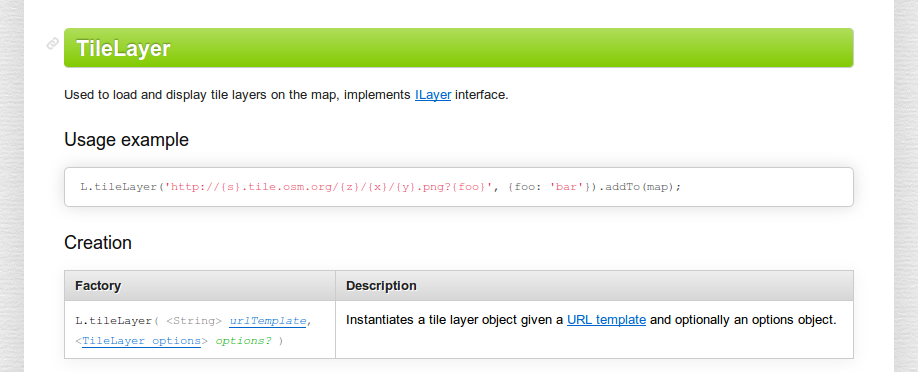 TileLayer
Used to load and display tile layers on the map, implements ILayer interface.
Usage example
L.tileLayer('http://{s}.tile.osm.org/{z}/{x}/{y}.png?{foo}', {foo: 'bar'}).addTo(map);
Creation
Factory Description
L.tileLayer( <String> urlTemplate, Instantiates a tile layer object given a URL template and optionally an options object.
<TileLayer options> options? )